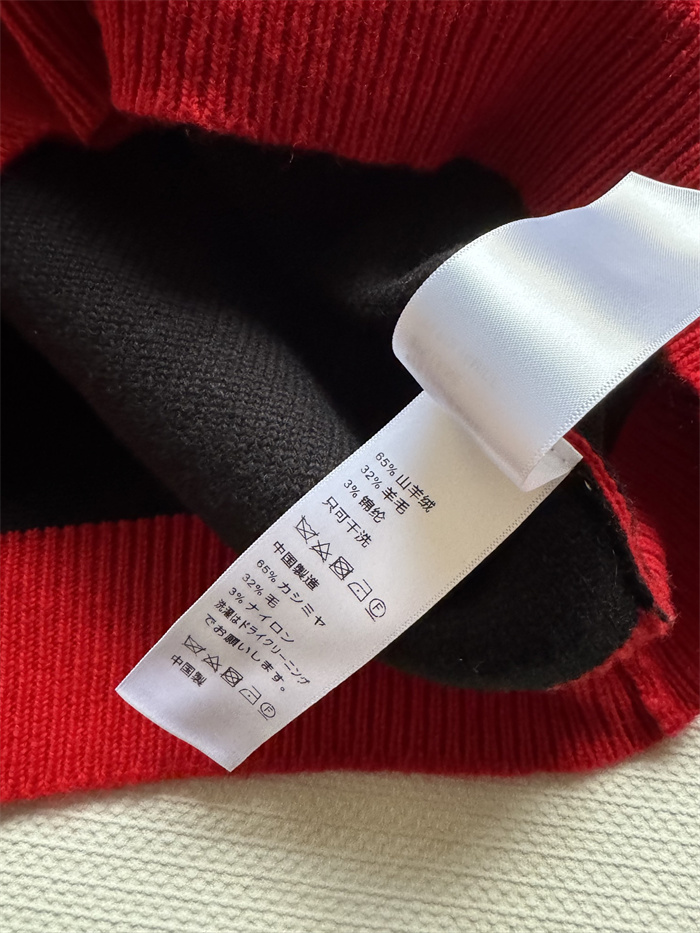 65% 山羊绒
32% 羊毛
3% 锦纶
只可干洗
F
中国製造
65% カシミヤ
32% 毛
3% ナイロン
洗濯はドライクリーニング
でお願いします。
F
中国製